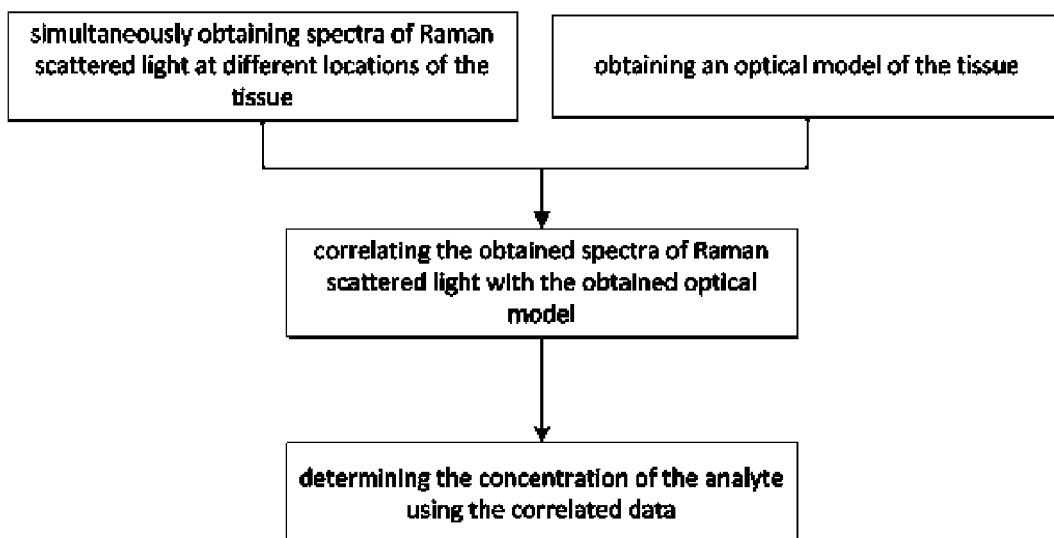 simultaneously obtaining spectra of Raman
scattered light at different locations of the
tissue
obtaining an optical model of the tissue
correlating the obtained spectra of Raman
scattered light with the obtained optical
model
determining the concentration of the analyte
using the correlated data